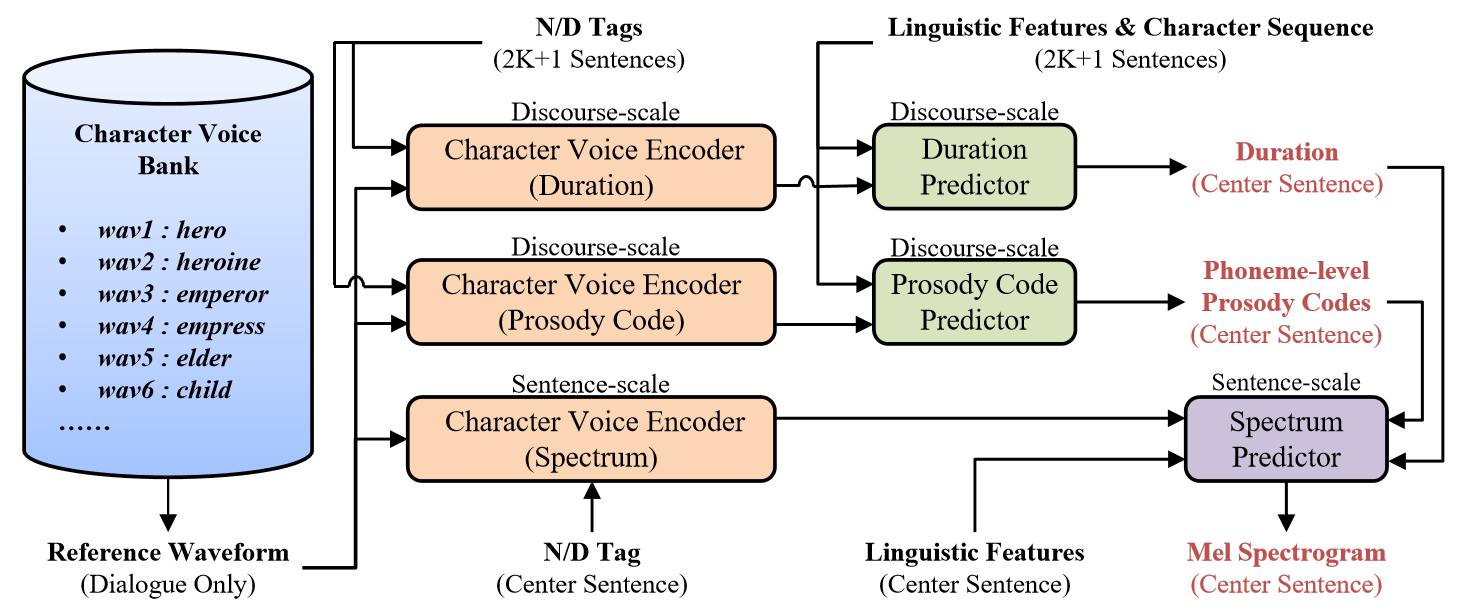 N/D Tags
(2K+1 Sentences)
Linguistic Features & Character Sequence
(2K+1 Sentences)
Character Voice
Bank
• wav1 : hero
• wav2 : heroine
• wav3 : emperor
• wav4 : empress
• wav5 : elder
• wav6 : child
……
Discourse-scale
Character Voice Encoder
(Duration)
Discourse-scale
Duration
Predictor
Duration
(Center Sentence)
Discourse-scale
Character Voice Encoder
(Prosody Code)
Discourse-scale
Prosody Code
Predictor
Phoneme-level
Prosody Codes
(Center Sentence)
Sentence-scale
Character Voice Encoder
(Spectrum)
Sentence-scale
Spectrum
Predictor
Reference Waveform
(Dialogue Only)
N/D Tag
(Center Sentence)
Linguistic Features
(Center Sentence)
Mel Spectrogram
(Center Sentence)